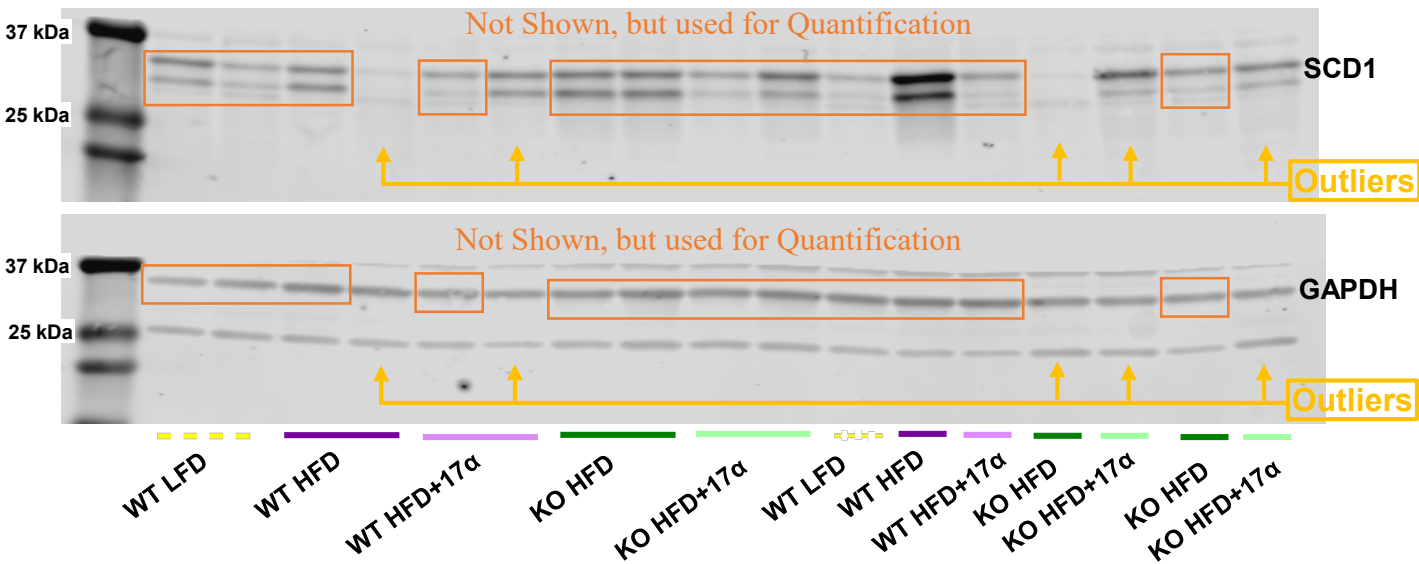 Not Shown, but used for Quantification
37 kDa
SCD1
25 kDa
Outliers
Not Shown, but used for Quantification
37 kDa
GAPDH
25 kDa
Outliers
WT LFD
WT HFD
WT HFD+17α
KO HFD
KO HFD+17α
WT LFD
WT HFD
WT HFD+17α
KO HFD
KO HFD+17α
KO HFD
KO HFD+17α